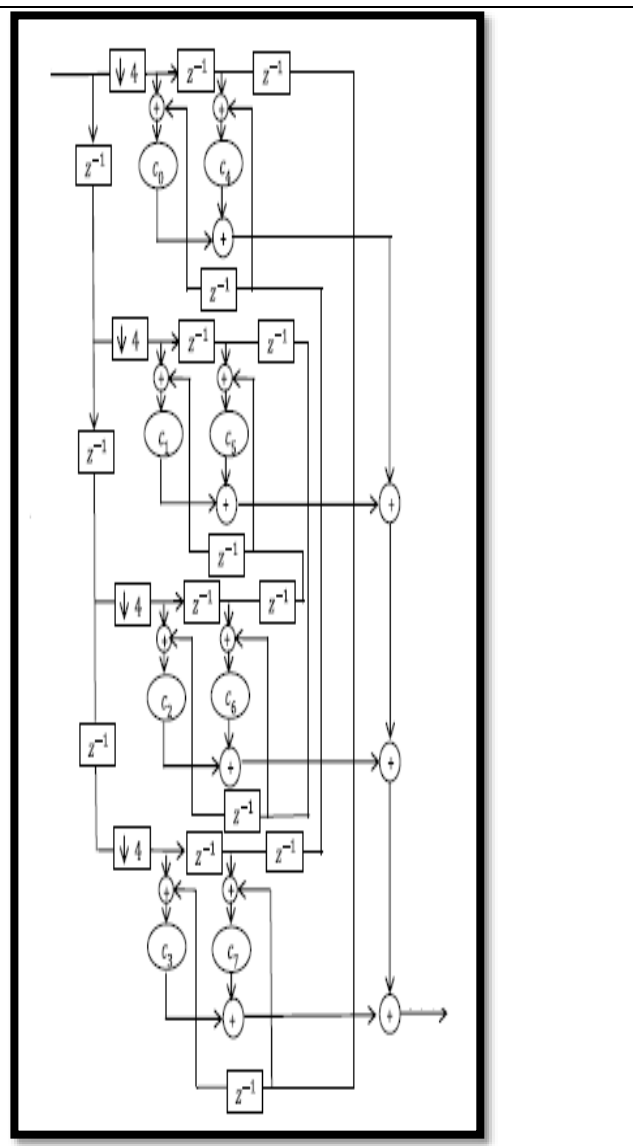 ↓ 4 z⁻¹ z⁻¹
+ +
z⁻¹ c₀ c₄
+
z⁻¹
↓ 4 z⁻¹ z⁻¹
+ +
c₁ c₅
z⁻¹
+ +
z⁻¹
↓ 4 z⁻¹ z⁻¹
+ +
c₂ c₆
z⁻¹
+ +
z⁻¹
↓ 4 z⁻¹ z⁻¹
+ +
c₃ c₇
+ +
z⁻¹